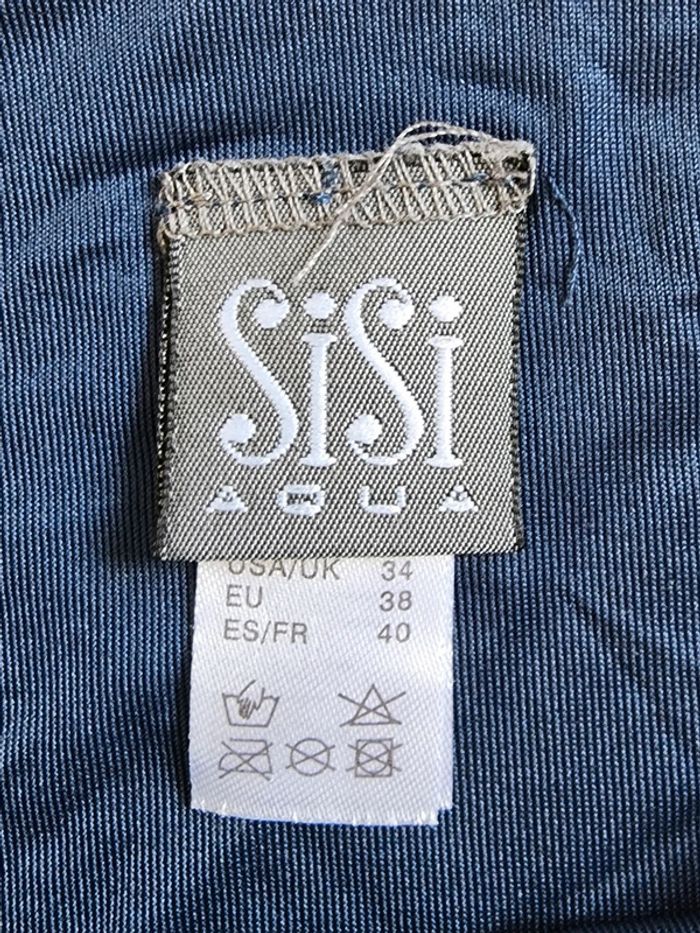 SiSi
AQUA
USA/UK 34
EU 38
ES/FR 40